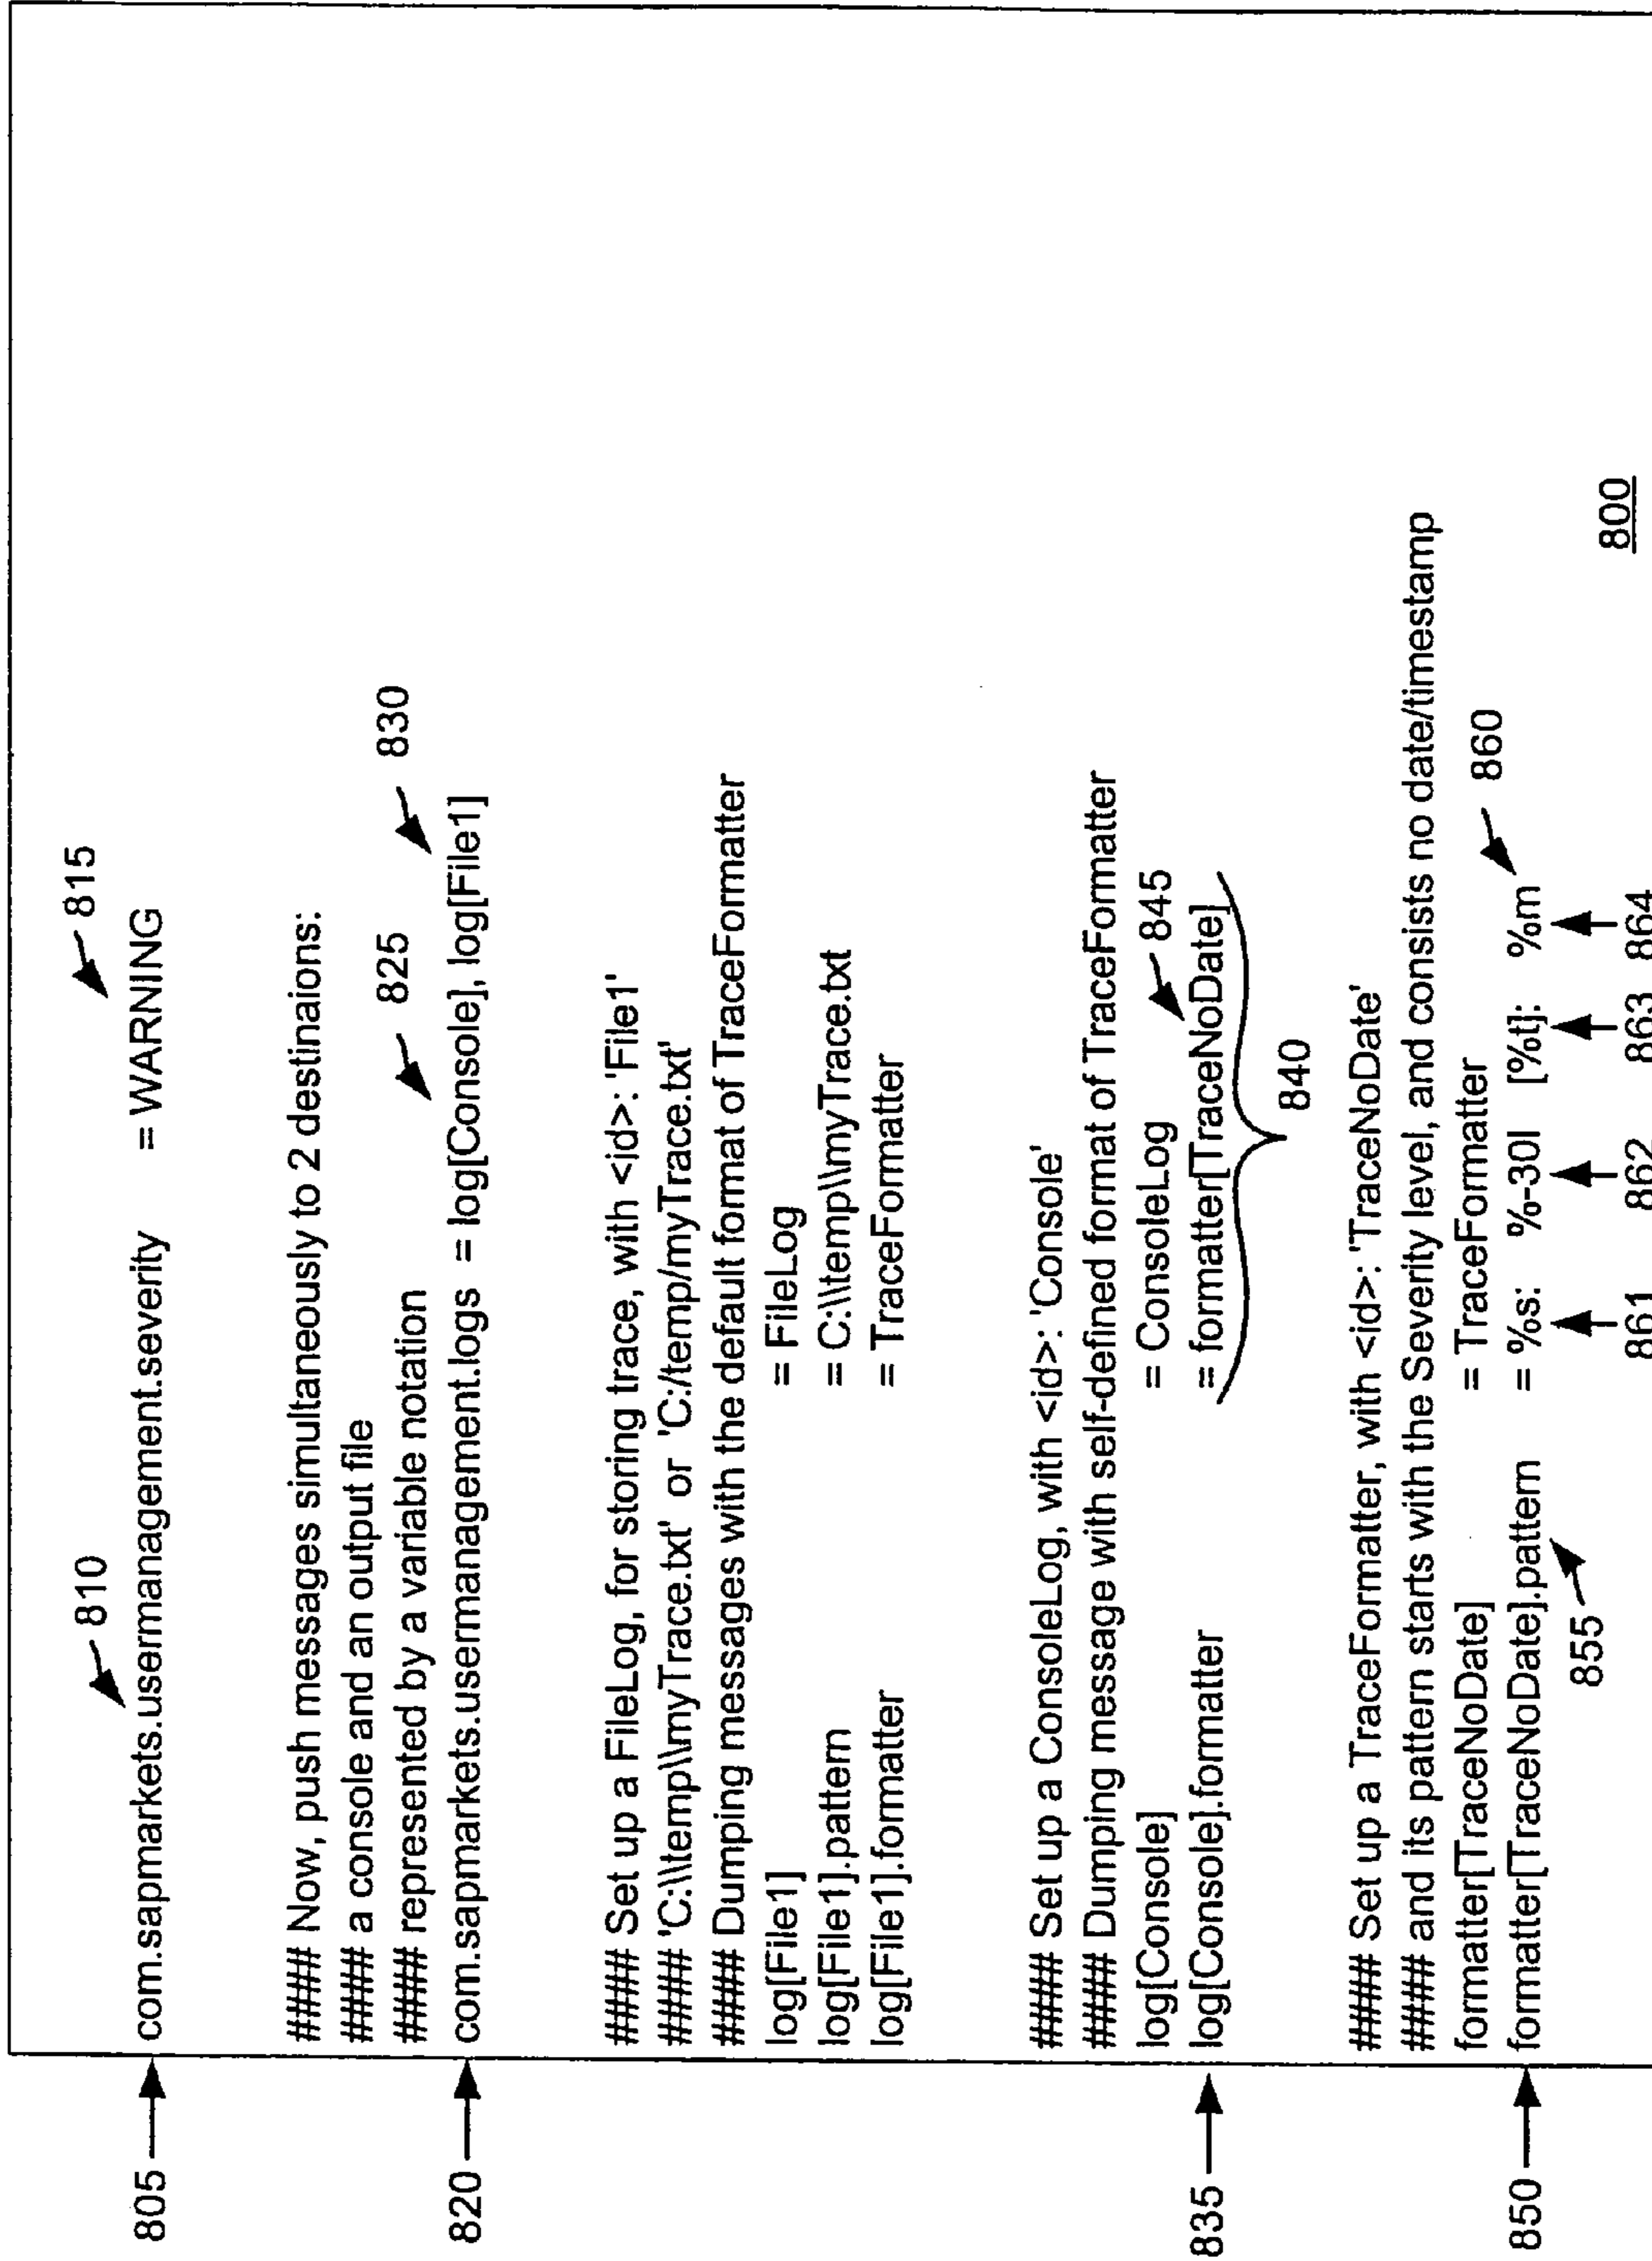 810
815
805
com.sapmarkets.usermanagement.severity = WARNING
#### Now, push messages simultaneously to 2 destinaions:
#### a console and an output file
825 830
#### represented by a variable notation
820
com.sapmarkets.usermanagement.logs = log[Console], log[File1]
#### Set up a FileLog, for storing trace, with <id>: 'File1'
#### 'C:\\temp\\myTrace.txt' or 'C:/temp/myTrace.txt'
#### Dumping messages with the default format of TraceFormatter
log[File1] = FileLog
log[File1].pattern = C:\\temp\\myTrace.txt
log[File1].formatter = TraceFormatter
#### Set up a ConsoleLog, with <id>: 'Console'
#### Dumping message with self-defined format of TraceFormatter
log[Console] = ConsoleLog
845
835
log[Console].formatter = formatter[TraceNoDate]
840
#### Set up a TraceFormatter, with <id>: 'TraceNoDate'
#### and its pattern starts with the Severity level, and consists no date/timestamp
formatter[TraceNoDate] = TraceFormatter
860
850
formatter[TraceNoDate].pattern = %s: %-30l [%t]: %m
855
861 862 863 864
800